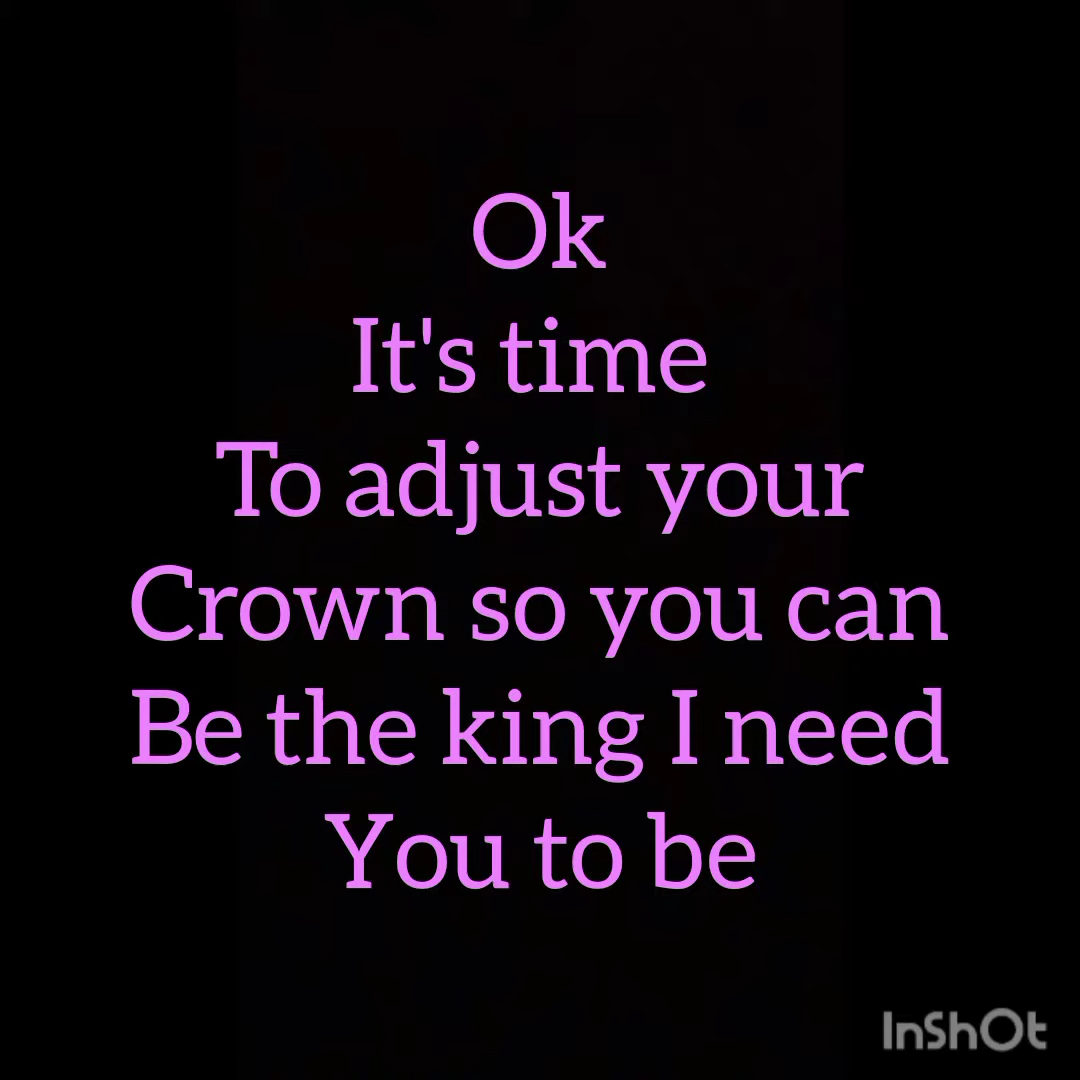 Ok
It's time
To adjust your
Crown so you can
Be the king I need
You to be
InShOt